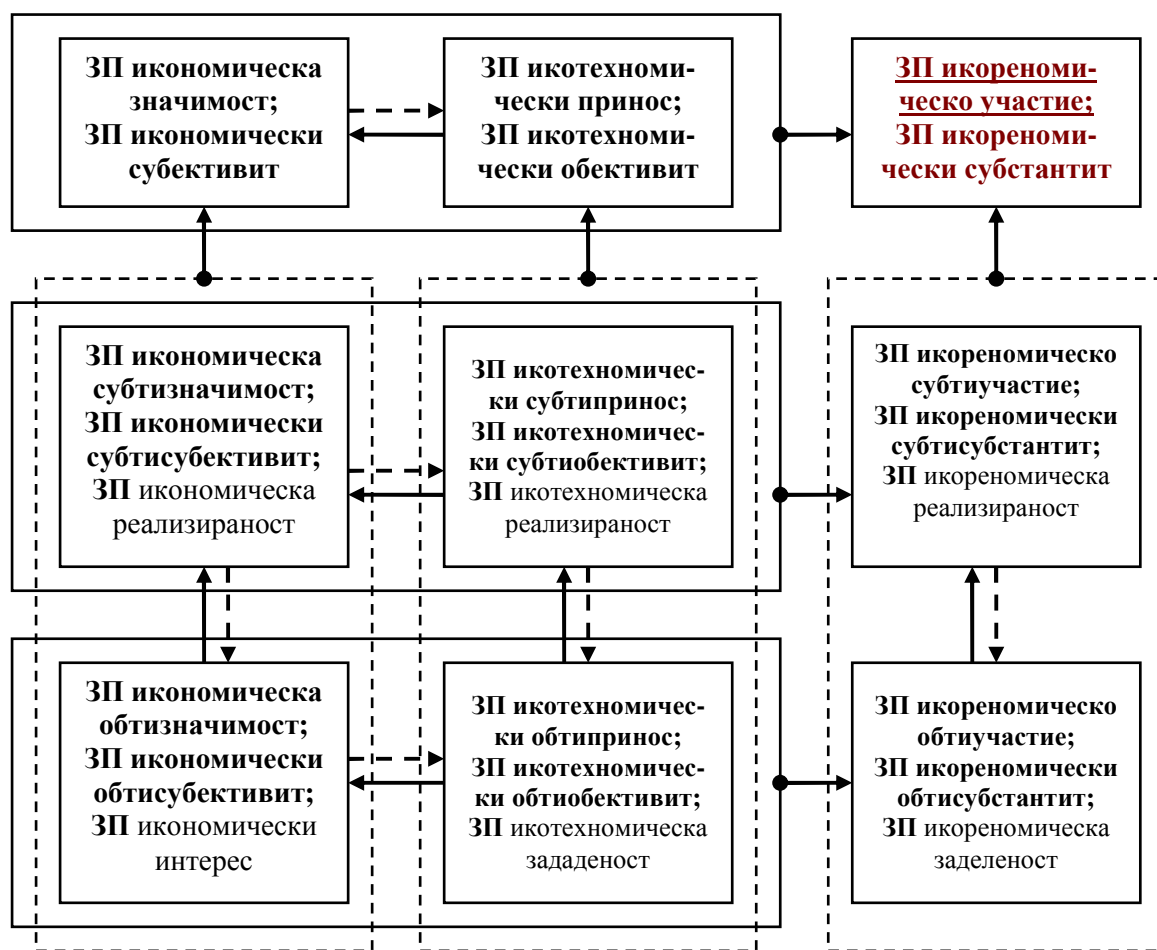 ЗП икономическа
значимост;
ЗП икономически
субективит
ЗП икотехноми-
чески принос;
ЗП икотехноми-
чески обективит
ЗП икореноми-
ческо участие;
ЗП икореноми-
чески субстантит
ЗП икономическа
субтизначимост;
ЗП икономически
субтисубективит;
ЗП икономическа
реализираност
ЗП икотехномичес-
ки субтипринос;
ЗП икотехномичес-
ки субтиобективит;
ЗП икотехномическа
реализираност
ЗП икореномическо
субтиучастие;
ЗП икореномически
субтисубстантит;
ЗП икореномическа
реализираност
ЗП икономическа
обтизначимост;
ЗП икономически
обтисубективит;
ЗП икономически
интерес
ЗП икотехномичес-
ки обтипринос;
ЗП икотехномичес-
ки обтиобективит;
ЗП икотехномическа
зададеност
ЗП икореномическо
обтиучастие;
ЗП икореномически
обтисубстантит;
ЗП икореномическа
заделеност